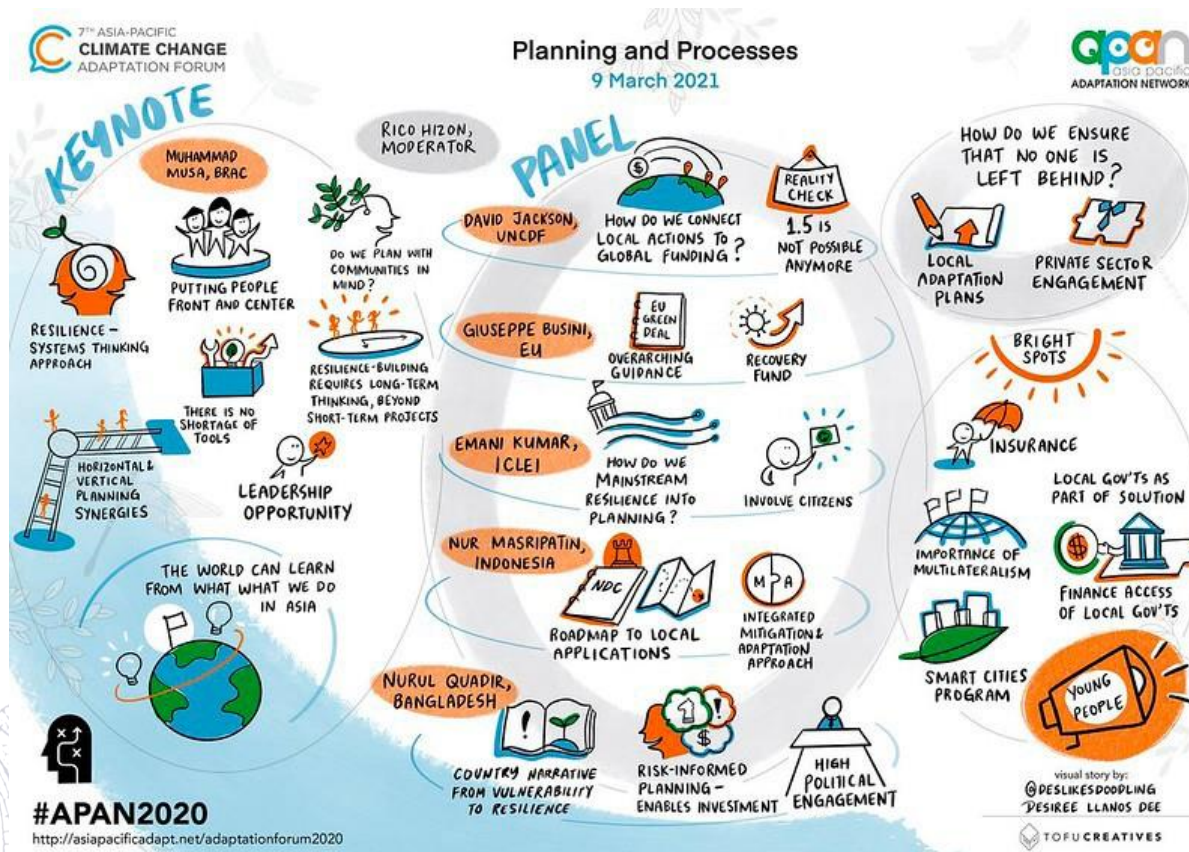 7TH ASIA-PACIFIC
CLIMATE CHANGE
ADAPTATION FORUM
Planning and Processes
9 March 2021
apan
asia pacific
ADAPTATION NETWORK
KEYNOTE
MUHAMMAD
MUSA, BRAC
RESILIENCE –
SYSTEMS THINKING
APPROACH
PUTTING PEOPLE
FRONT AND CENTER
DO WE PLAN WITH
COMMUNITIES IN
MIND?
THERE IS NO
SHORTAGE OF
TOOLS
RESILIENCE-BUILDING
REQUIRES LONG-TERM
THINKING, BEYOND
SHORT-TERM PROJECTS
HORIZONTAL &
VERTICAL
PLANNING
SYNERGIES
LEADERSHIP
OPPORTUNITY
THE WORLD CAN LEARN
FROM WHAT WHAT WE DO
IN ASIA
RICO HIZON,
MODERATOR
PANEL
DAVID JACKSON,
UNCDF
$
HOW DO WE CONNECT
LOCAL ACTIONS TO
GLOBAL FUNDING?
REALITY
CHECK
1.5 IS
NOT POSSIBLE
ANYMORE
GIUSEPPE BUSINI,
EU
EU
GREEN
DEAL
OVERARCHING
GUIDANCE
RECOVERY
FUND
EMANI KUMAR,
ICLEI
HOW DO WE
MAINSTREAM
RESILIENCE INTO
PLANNING?
INVOLVE CITIZENS
NUR MASRIPATIN,
INDONESIA
NDC
ROADMAP TO LOCAL
APPLICATIONS
M A
INTEGRATED
MITIGATION &
ADAPTATION
APPROACH
NURUL QUADIR,
BANGLADESH
!
COUNTRY NARRATIVE
FROM VULNERABILITY
TO RESILIENCE
!
$
RISK-INFORMED
PLANNING –
ENABLES INVESTMENT
HIGH
POLITICAL
ENGAGEMENT
HOW DO WE ENSURE
THAT NO ONE IS
LEFT BEHIND?
LOCAL
ADAPTATION
PLANS
PRIVATE SECTOR
ENGAGEMENT
BRIGHT
SPOTS
INSURANCE
LOCAL GOV'TS AS
PART OF SOLUTION
IMPORTANCE OF
MULTILATERALISM
$
FINANCE ACCESS
OF LOCAL GOV'TS
SMART CITIES
PROGRAM
YOUNG
PEOPLE
#APAN2020
http://asiapacificadapt.net/adaptationforum2020
visual story by:
@DESLIKESDOODLING
DESIREE LLANOS DEE
TOFUCREATIVES